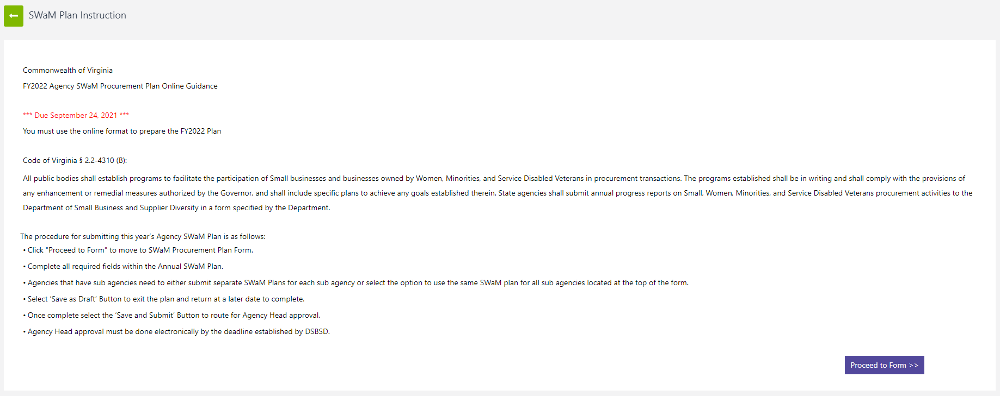 SWaM Plan Instruction
Commonwealth of Virginia
FY2022 Agency SWaM Procurement Plan Online Guidance
*** Due September 24, 2021 ***
You must use the online format to prepare the FY2022 Plan
Code of Virginia § 2.2-4310 (B):
All public bodies shall establish programs to facilitate the participation of Small businesses and businesses owned by Women, Minorities, and Service Disabled Veterans in procurement transactions. The programs established shall be in writing and shall comply with the provisions of
any enhancement or remedial measures authorized by the Governor, and shall include specific plans to achieve any goals established therein. State agencies shall submit annual progress reports on Small, Women, Minorities, and Service Disabled Veterans procurement activities to the
Department of Small Business and Supplier Diversity in a form specified by the Department.
The procedure for submitting this year's Agency SWaM Plan is as follows:
• Click "Proceed to Form" to move to SWaM Procurement Plan Form.
• Complete all required fields within the Annual SWaM Plan.
• Agencies that have sub agencies need to either submit separate SWaM Plans for each sub agency or select the option to use the same SWaM plan for all sub agencies located at the top of the form.
• Select ‘Save as Draft’ Button to exit the plan and return at a later date to complete.
• Once complete select the ‘Save and Submit’ Button to route for Agency Head approval.
• Agency Head approval must be done electronically by the deadline established by DSBSD.
Proceed to Form >>